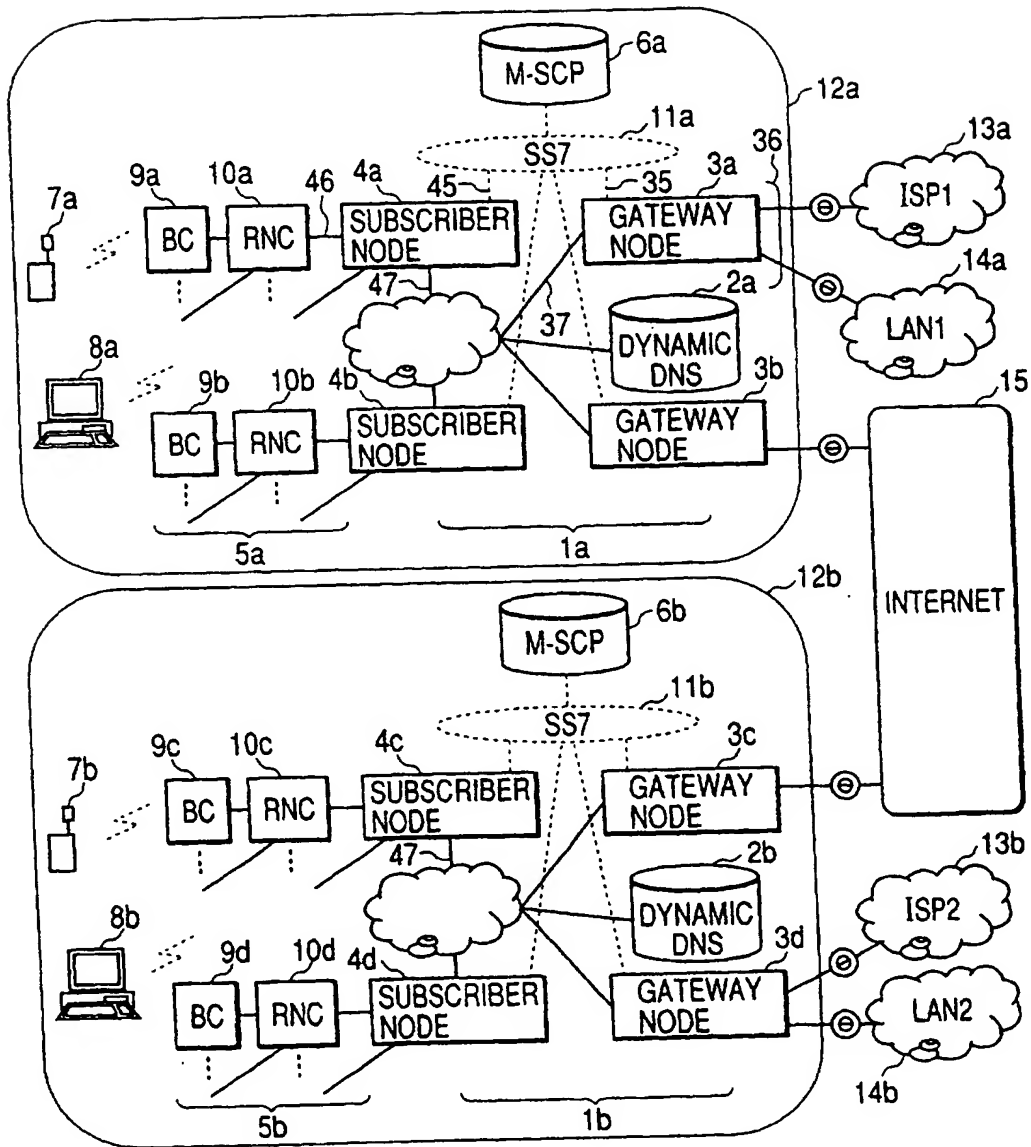 6a
M-SCP
12a
11a
SS7
36
13a
ISP1
7a
9a
10a
46
4a
45
35
3a
BC
RNC
SUBSCRIBER
NODE
GATEWAY
NODE
14a
LAN1
47
37
2a
DYNAMIC
DNS
8a
9b
10b
4b
3b
BC
RNC
SUBSCRIBER
NODE
GATEWAY
NODE
15
INTERNET
5a
1a
12b
6b
M-SCP
11b
SS7
7b
9c
10c
4c
3c
BC
RNC
SUBSCRIBER
NODE
GATEWAY
NODE
47
2b
DYNAMIC
DNS
13b
ISP2
8b
9d
10d
4d
3d
BC
RNC
SUBSCRIBER
NODE
GATEWAY
NODE
LAN2
14b
5b
1b